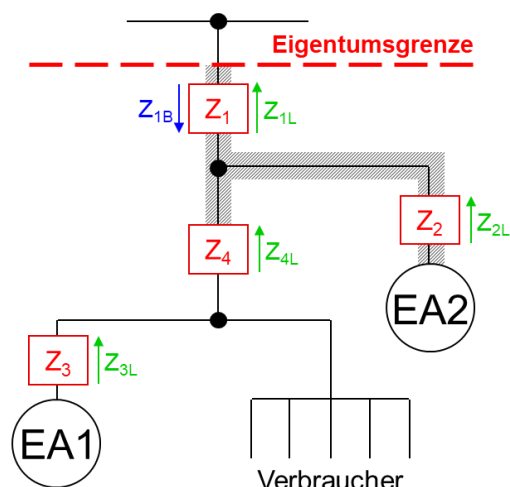 Eigentumsgrenze
Z1B Z1 Z1L
Z2 Z2L
Z4 Z4L
EA2
Z3 Z3L
EA1
Verbraucher